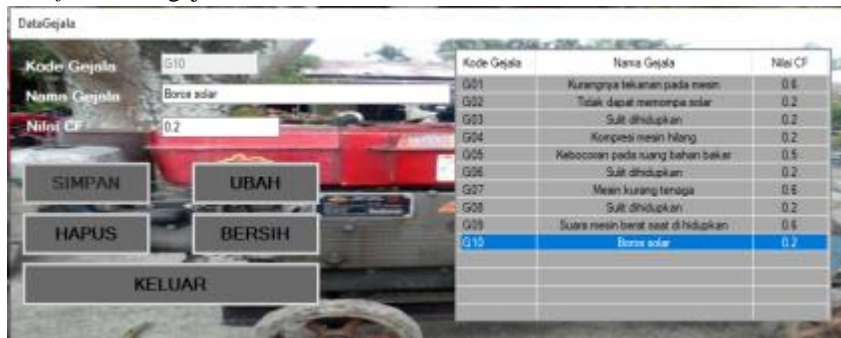 DataGejala
Kode Gejala G10
Nama Gejala Boros solar
Nilai CF 0.2
SIMPAN UBAH
HAPUS BERSIH
KELUAR
Kode Gejala Nama Gejala Nilai CF
G01 Kurangnya tekanan pada mesin 0.6
G02 Tidak dapat memompa solar 0.2
G03 Sulit dihidupkan 0.2
G04 Kompresi mesin hilang 0.2
G05 Kebocoran pada ruang bahan bakar 0.5
G06 Sulit dihidupkan 0.2
G07 Mesin kurang tenaga 0.6
G08 Sulit dihidupkan 0.2
G09 Suara mesin berat saat di hidupkan 0.6
G10 Boros solar 0.2